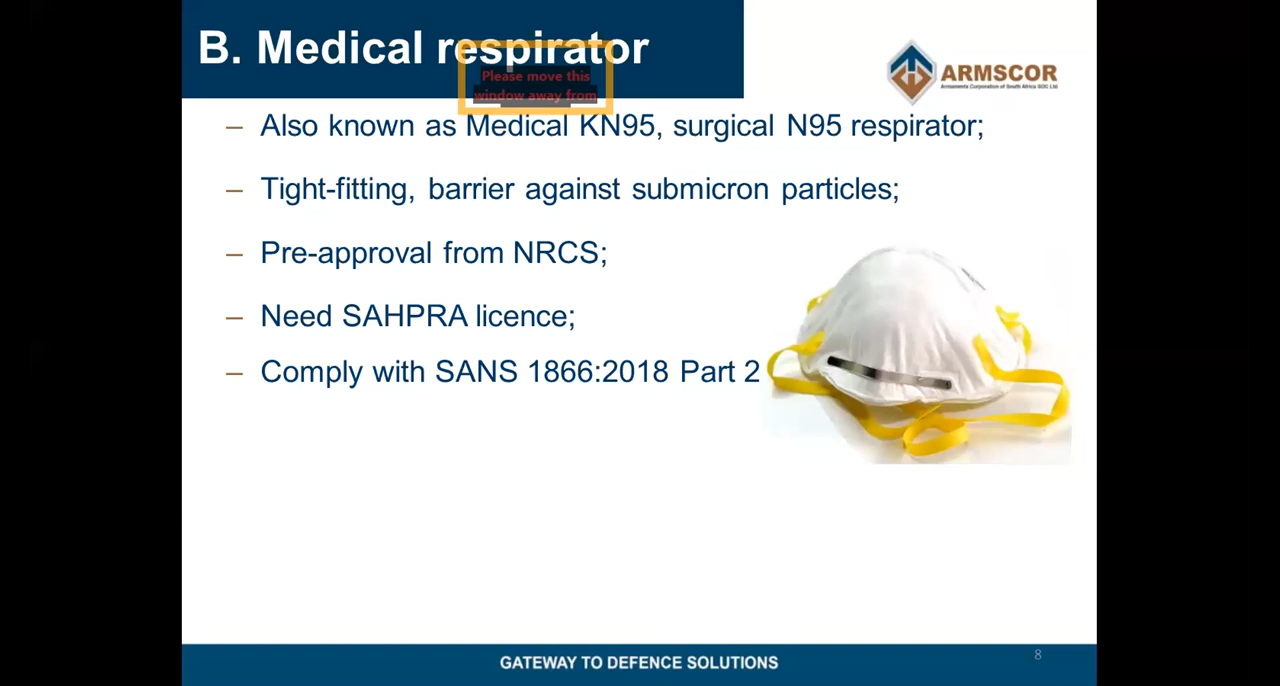 B. Medical respirator
Please move this
window away from
ARMSCOR
Armaments Corporation of South Africa SOC Ltd
– Also known as Medical KN95, surgical N95 respirator;
– Tight-fitting, barrier against submicron particles;
– Pre-approval from NRCS;
– Need SAHPRA licence;
– Comply with SANS 1866:2018 Part 2
GATEWAY TO DEFENCE SOLUTIONS
8